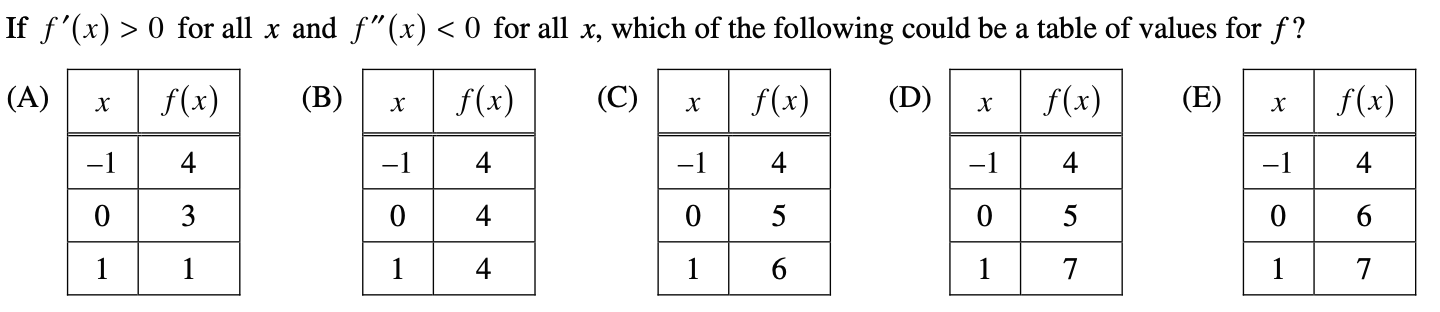 If f′(x) > 0 for all x and f″(x) < 0 for all x, which of the following could be a table of values for f?
(A) x f(x) (B) x f(x) (C) x f(x) (D) x f(x) (E) x f(x)
–1 4 –1 4 –1 4 –1 4 –1 4
0 3 0 4 0 5 0 5 0 6
1 1 1 4 1 6 1 7 1 7